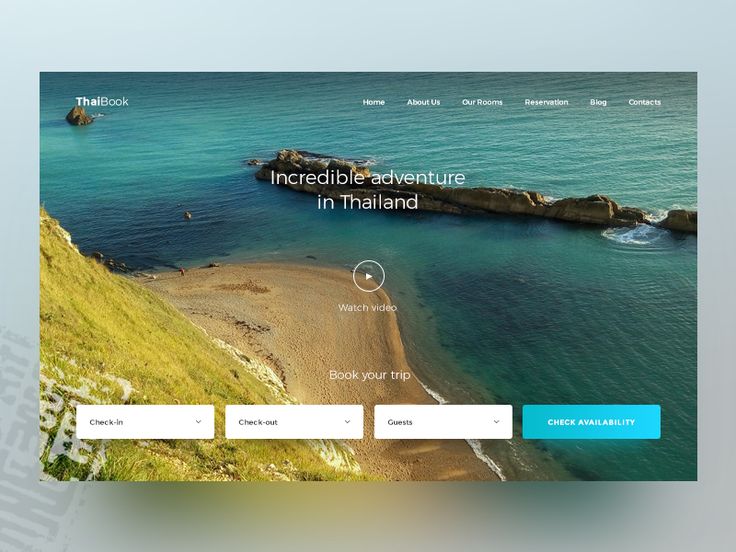 ThaiBook
Home
About Us
Our Rooms
Reservation
Blog
Contacts
Incredible adventure
in Thailand
Watch video
Book your trip
Check-in
Check-out
Guests
CHECK AVAILABILITY